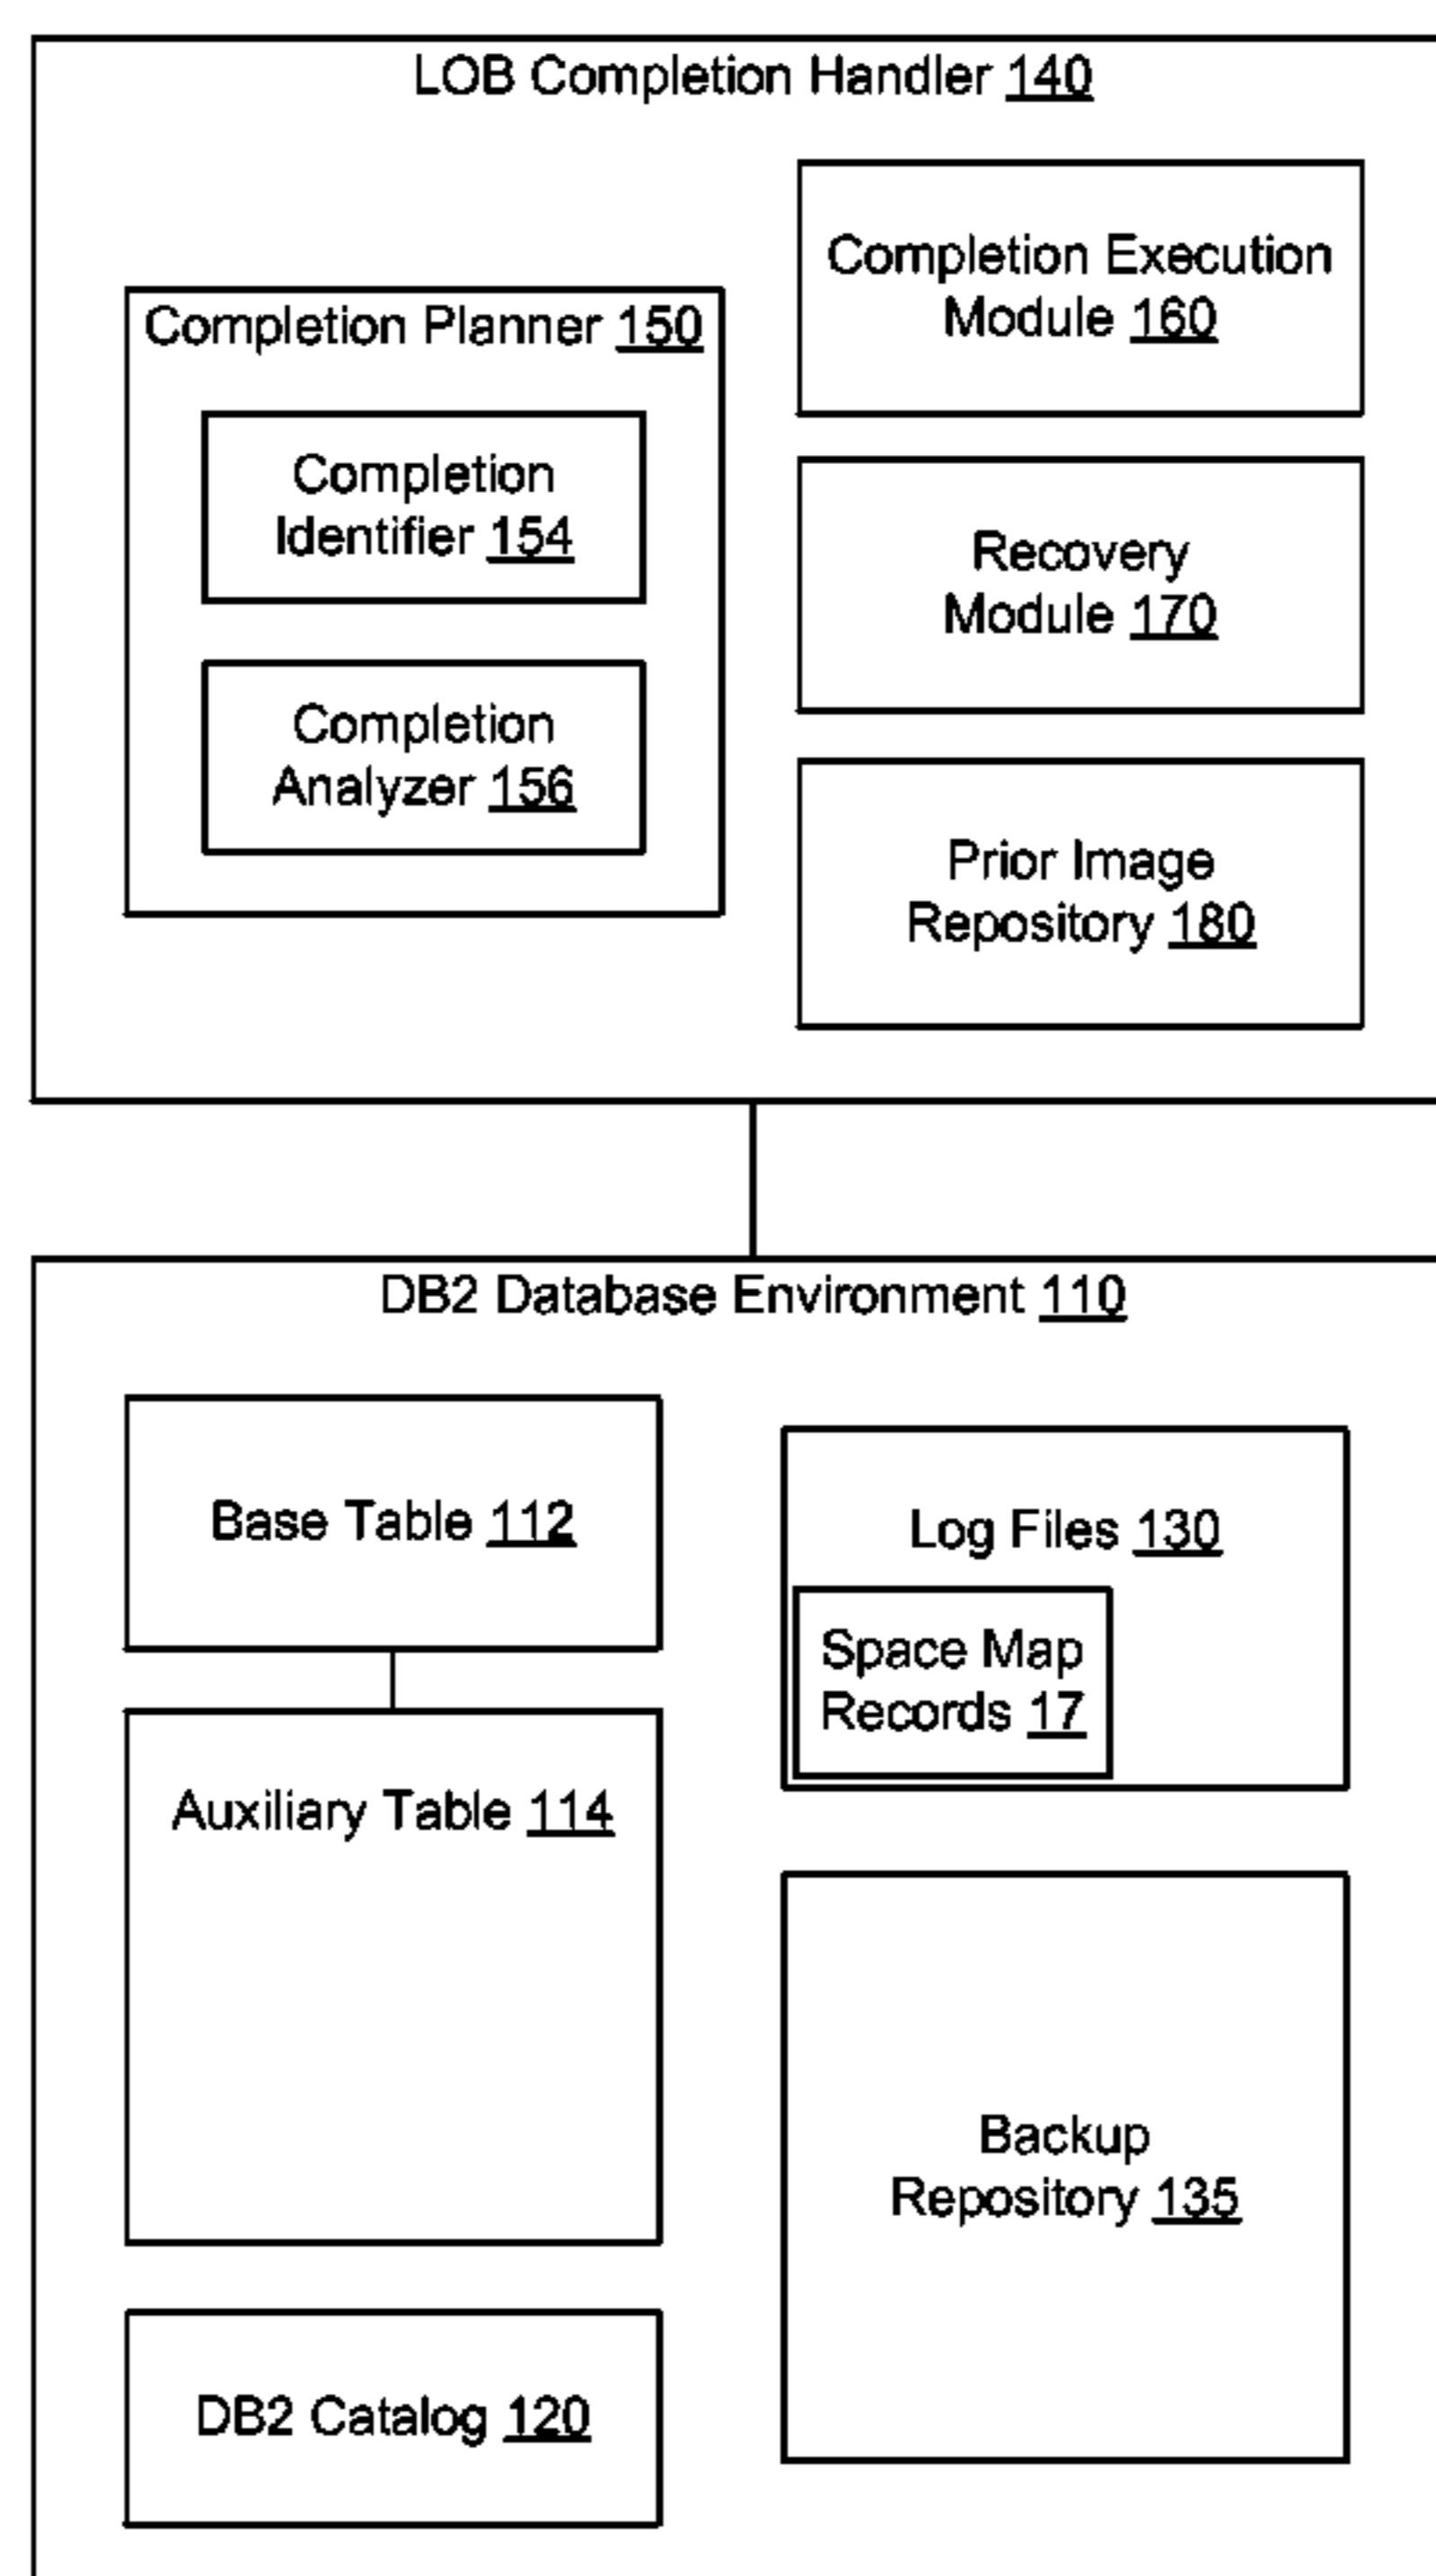 LOB Completion Handler 140
Completion Planner 150
Completion
Identifier 154
Completion
Analyzer 156
Completion Execution
Module 160
Recovery
Module 170
Prior Image
Repository 180
DB2 Database Environment 110
Base Table 112
Auxiliary Table 114
DB2 Catalog 120
Log Files 130
Space Map
Records 17
Backup
Repository 135